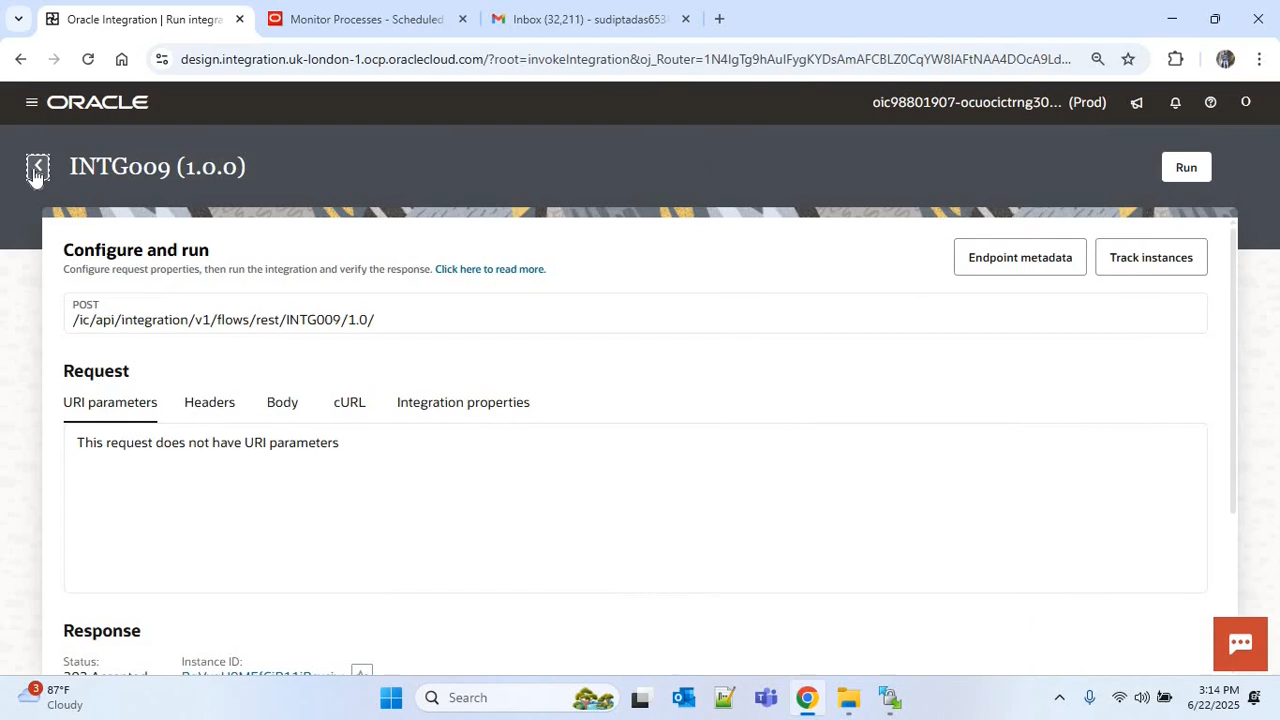 Oracle Integration | Run integra
Monitor Processes - Scheduled
Inbox (32,211) - sudiptadas653
design.integration.uk-london-1.ocp.oraclecloud.com/?root=invokeIntegration&oj_Router=
ORACLE
oic98801907-ocuocictrng30... (Prod)
O
INTG009 (1.0.0)
Run
Configure and run
Configure request properties, then run the integration and verify the response. Click here to read more.
Endpoint metadata
Track instances
POST
/ic/api/integration/v1/flows/rest/INTG009/1.0/
Request
URI parameters Headers Body cURL Integration properties
This request does not have URI parameters
Response
Status: Instance ID:
202 Accepted
3
87°F
Cloudy
Search
3:14 PM
6/22/2025